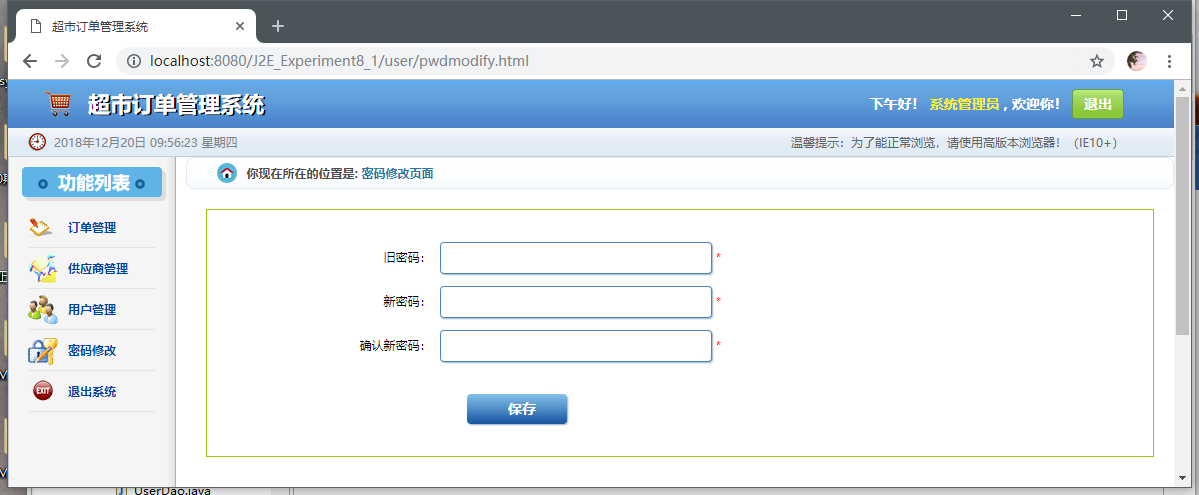 超市订单管理系统
localhost:8080/J2E_Experiment8_1/user/pwdmodify.html
超市订单管理系统
下午好！ 系统管理员 , 欢迎你！ 退出
2018年12月20日 09:56:23 星期四
温馨提示：为了能正常浏览，请使用高版本浏览器！（IE10+）
功能列表
你现在所在的位置是: 密码修改页面
订单管理
供应商管理
用户管理
密码修改
EXIT 退出系统
旧密码： *
新密码： *
确认新密码： *
保存
UserDao.java